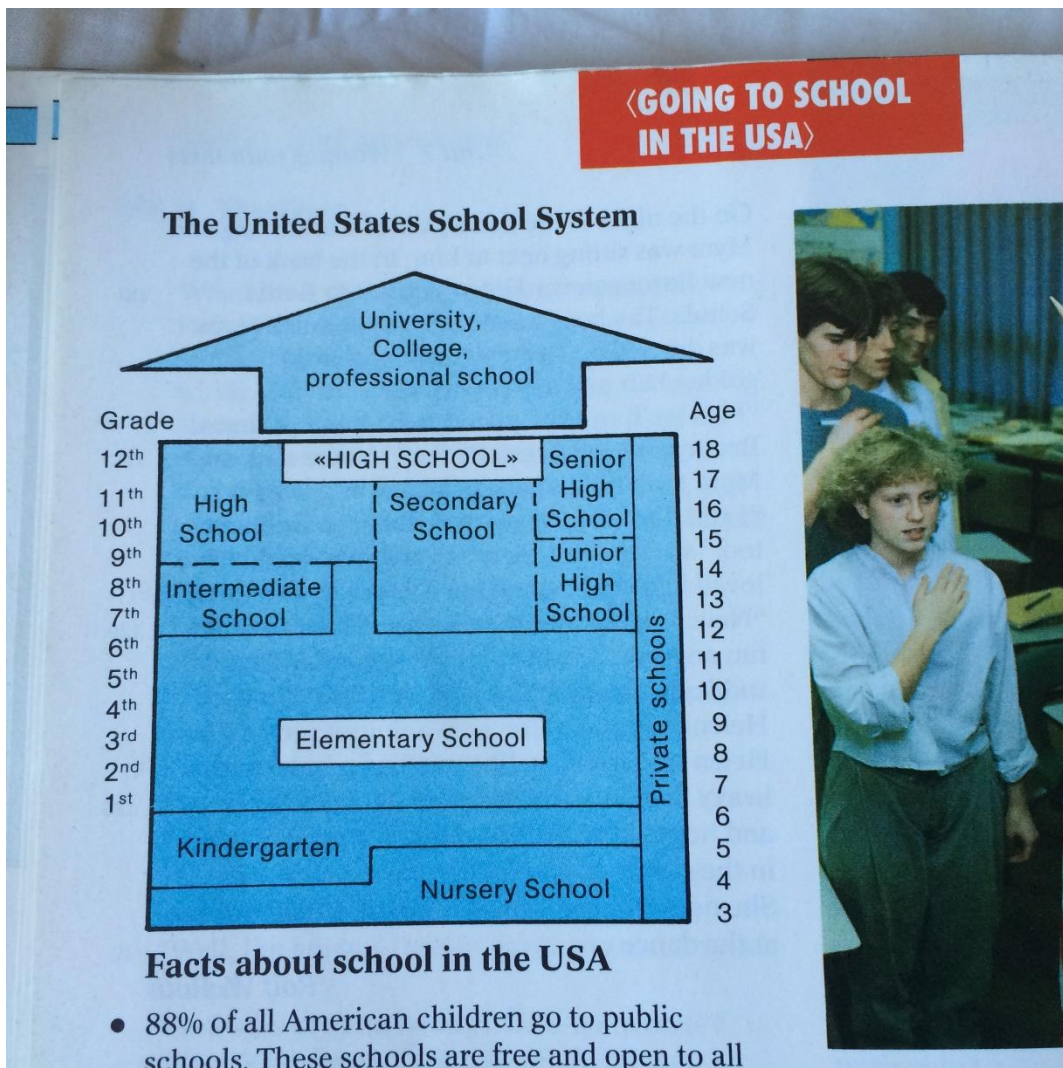 〈GOING TO SCHOOL
IN THE USA〉
The United States School System
University,
College,
professional school
Grade
Age
12th
11th
10th
9th
8th
7th
6th
5th
4th
3rd
2nd
1st
«HIGH SCHOOL»
High
School
Secondary
School
Senior
High
School
Junior
High
School
Intermediate
School
Elementary School
Kindergarten
Nursery School
Private schools
18
17
16
15
14
13
12
11
10
9
8
7
6
5
4
3
Facts about school in the USA
• 88% of all American children go to public
schools. These schools are free and open to all